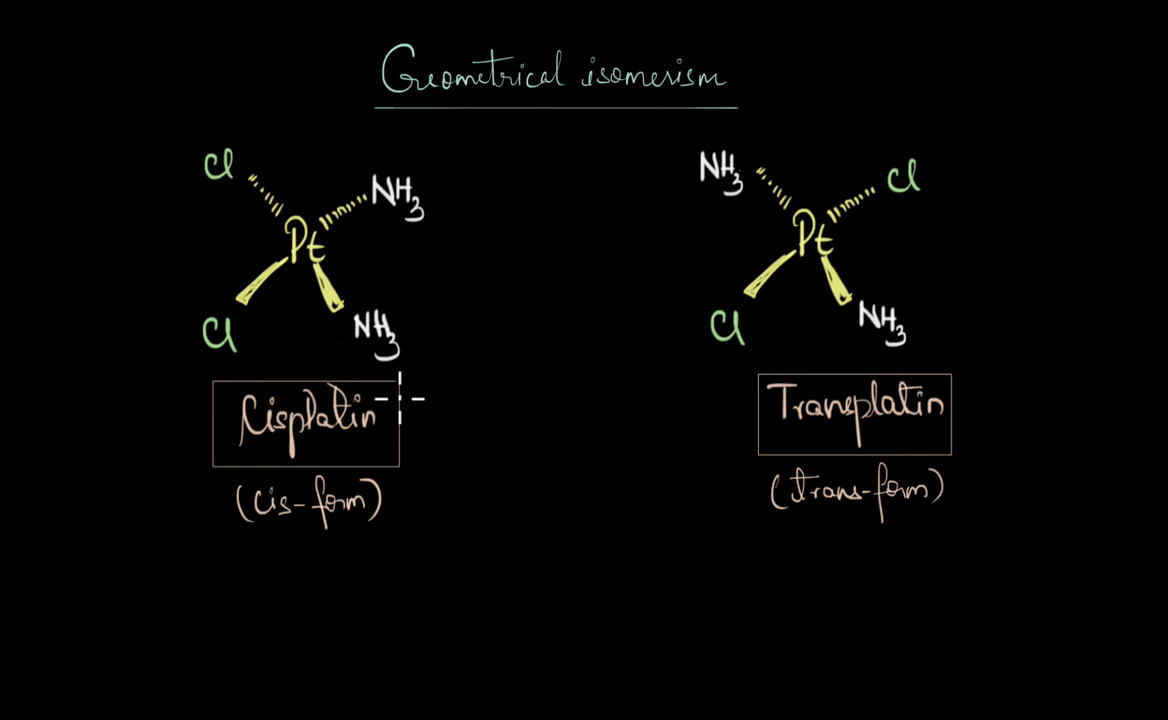 Geometrical isomerism
Cl NH3
Pt
Cl NH3
Cisplatin
(cis-form)
NH3 Cl
Pt
Cl NH3
Transplatin
(trans-form)